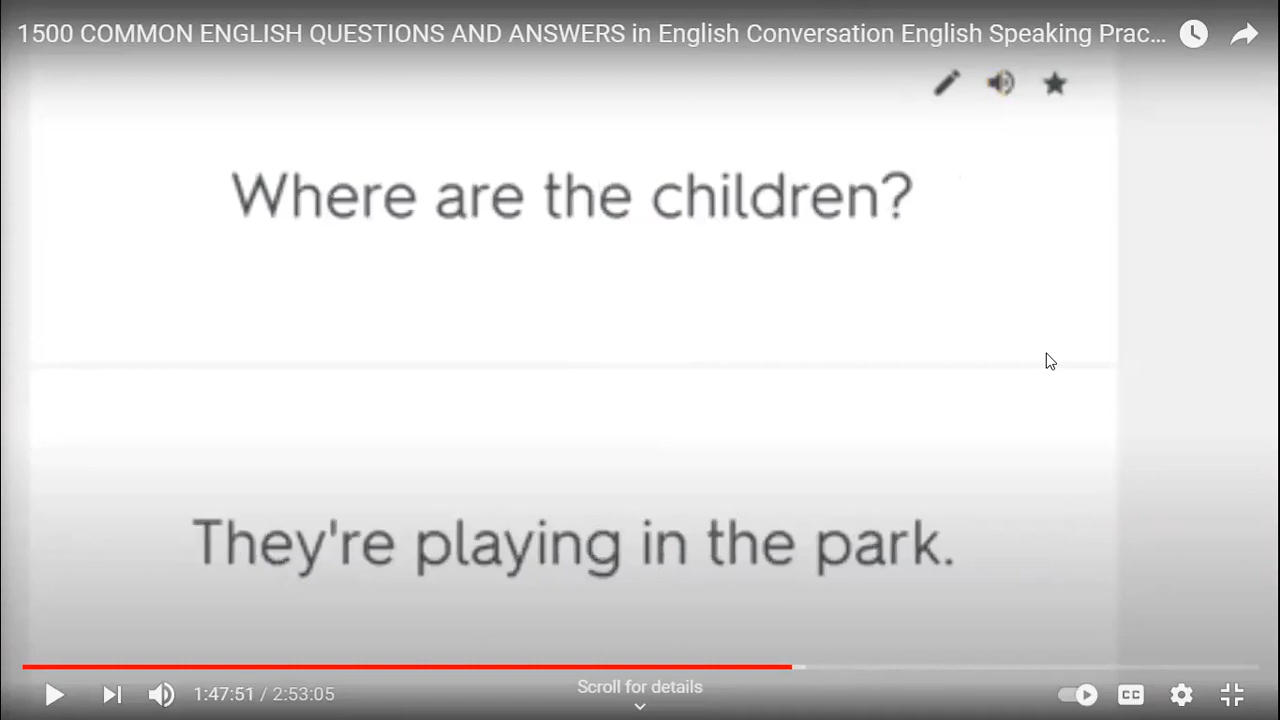 1500 COMMON ENGLISH QUESTIONS AND ANSWERS in English Conversation English Speaking Prac...
Where are the children?
They're playing in the park.
Scroll for details
1:47:51 / 2:53:05
CC